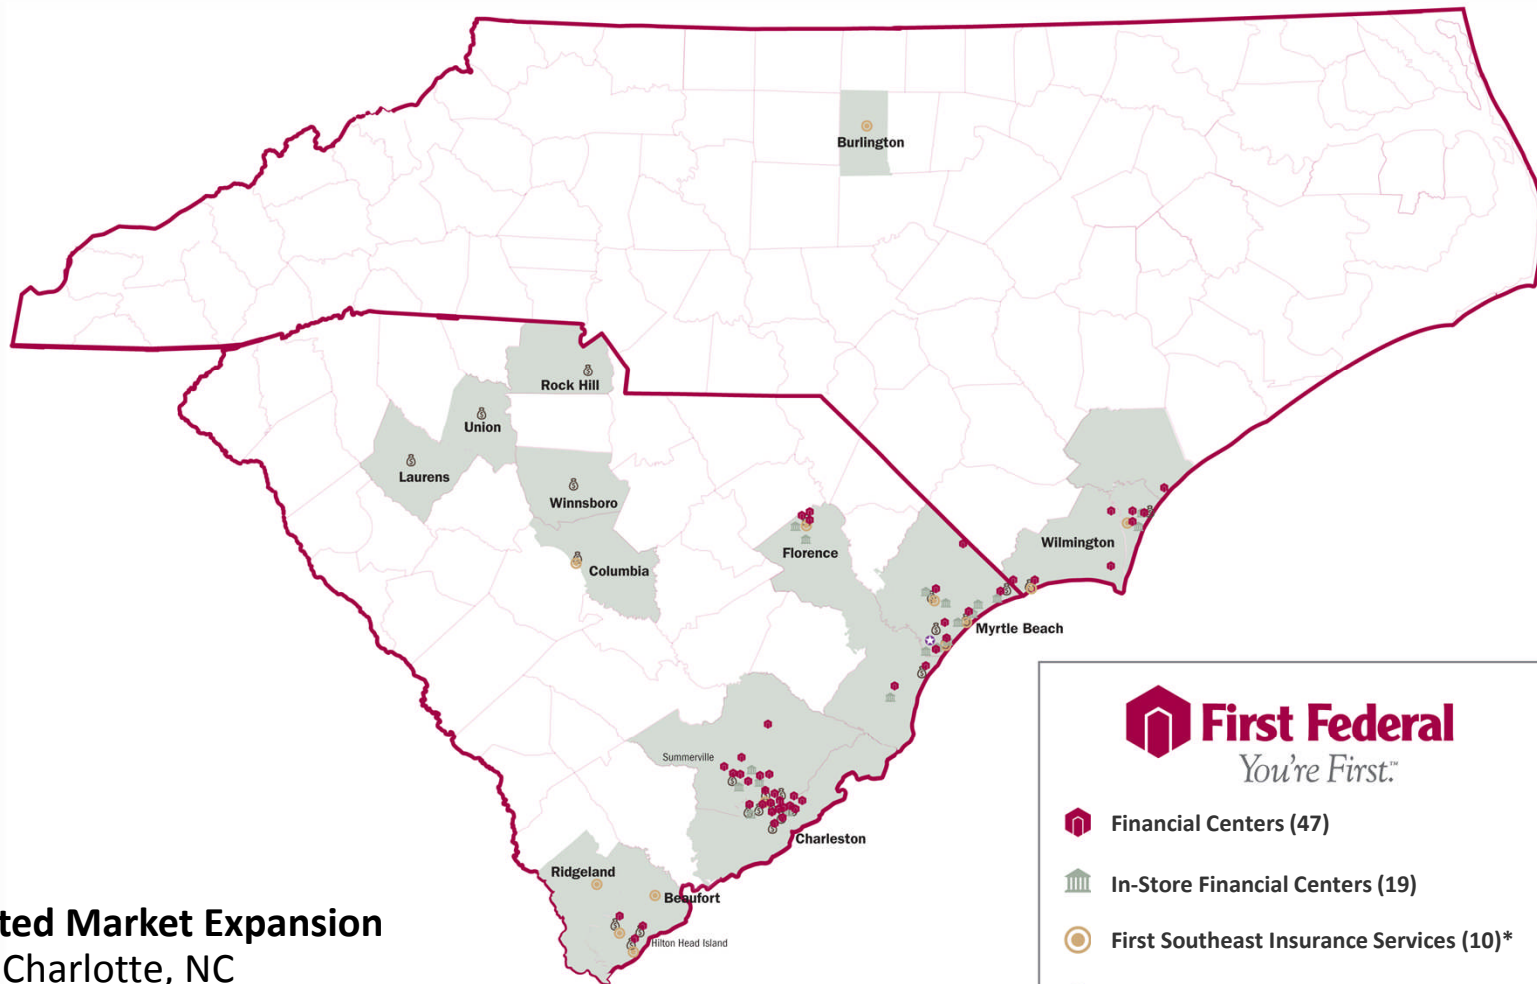 Burlington
Rock Hill
Union
Laurens
Winnsboro
Columbia
Florence
Wilmington
Myrtle Beach
Summerville
Charleston
Ridgeland
Beaufort
Hilton Head Island
Market Expansion
Charlotte, NC
First Federal
You're First.™
Financial Centers (47)
In-Store Financial Centers (19)
First Southeast Insurance Services (10)*